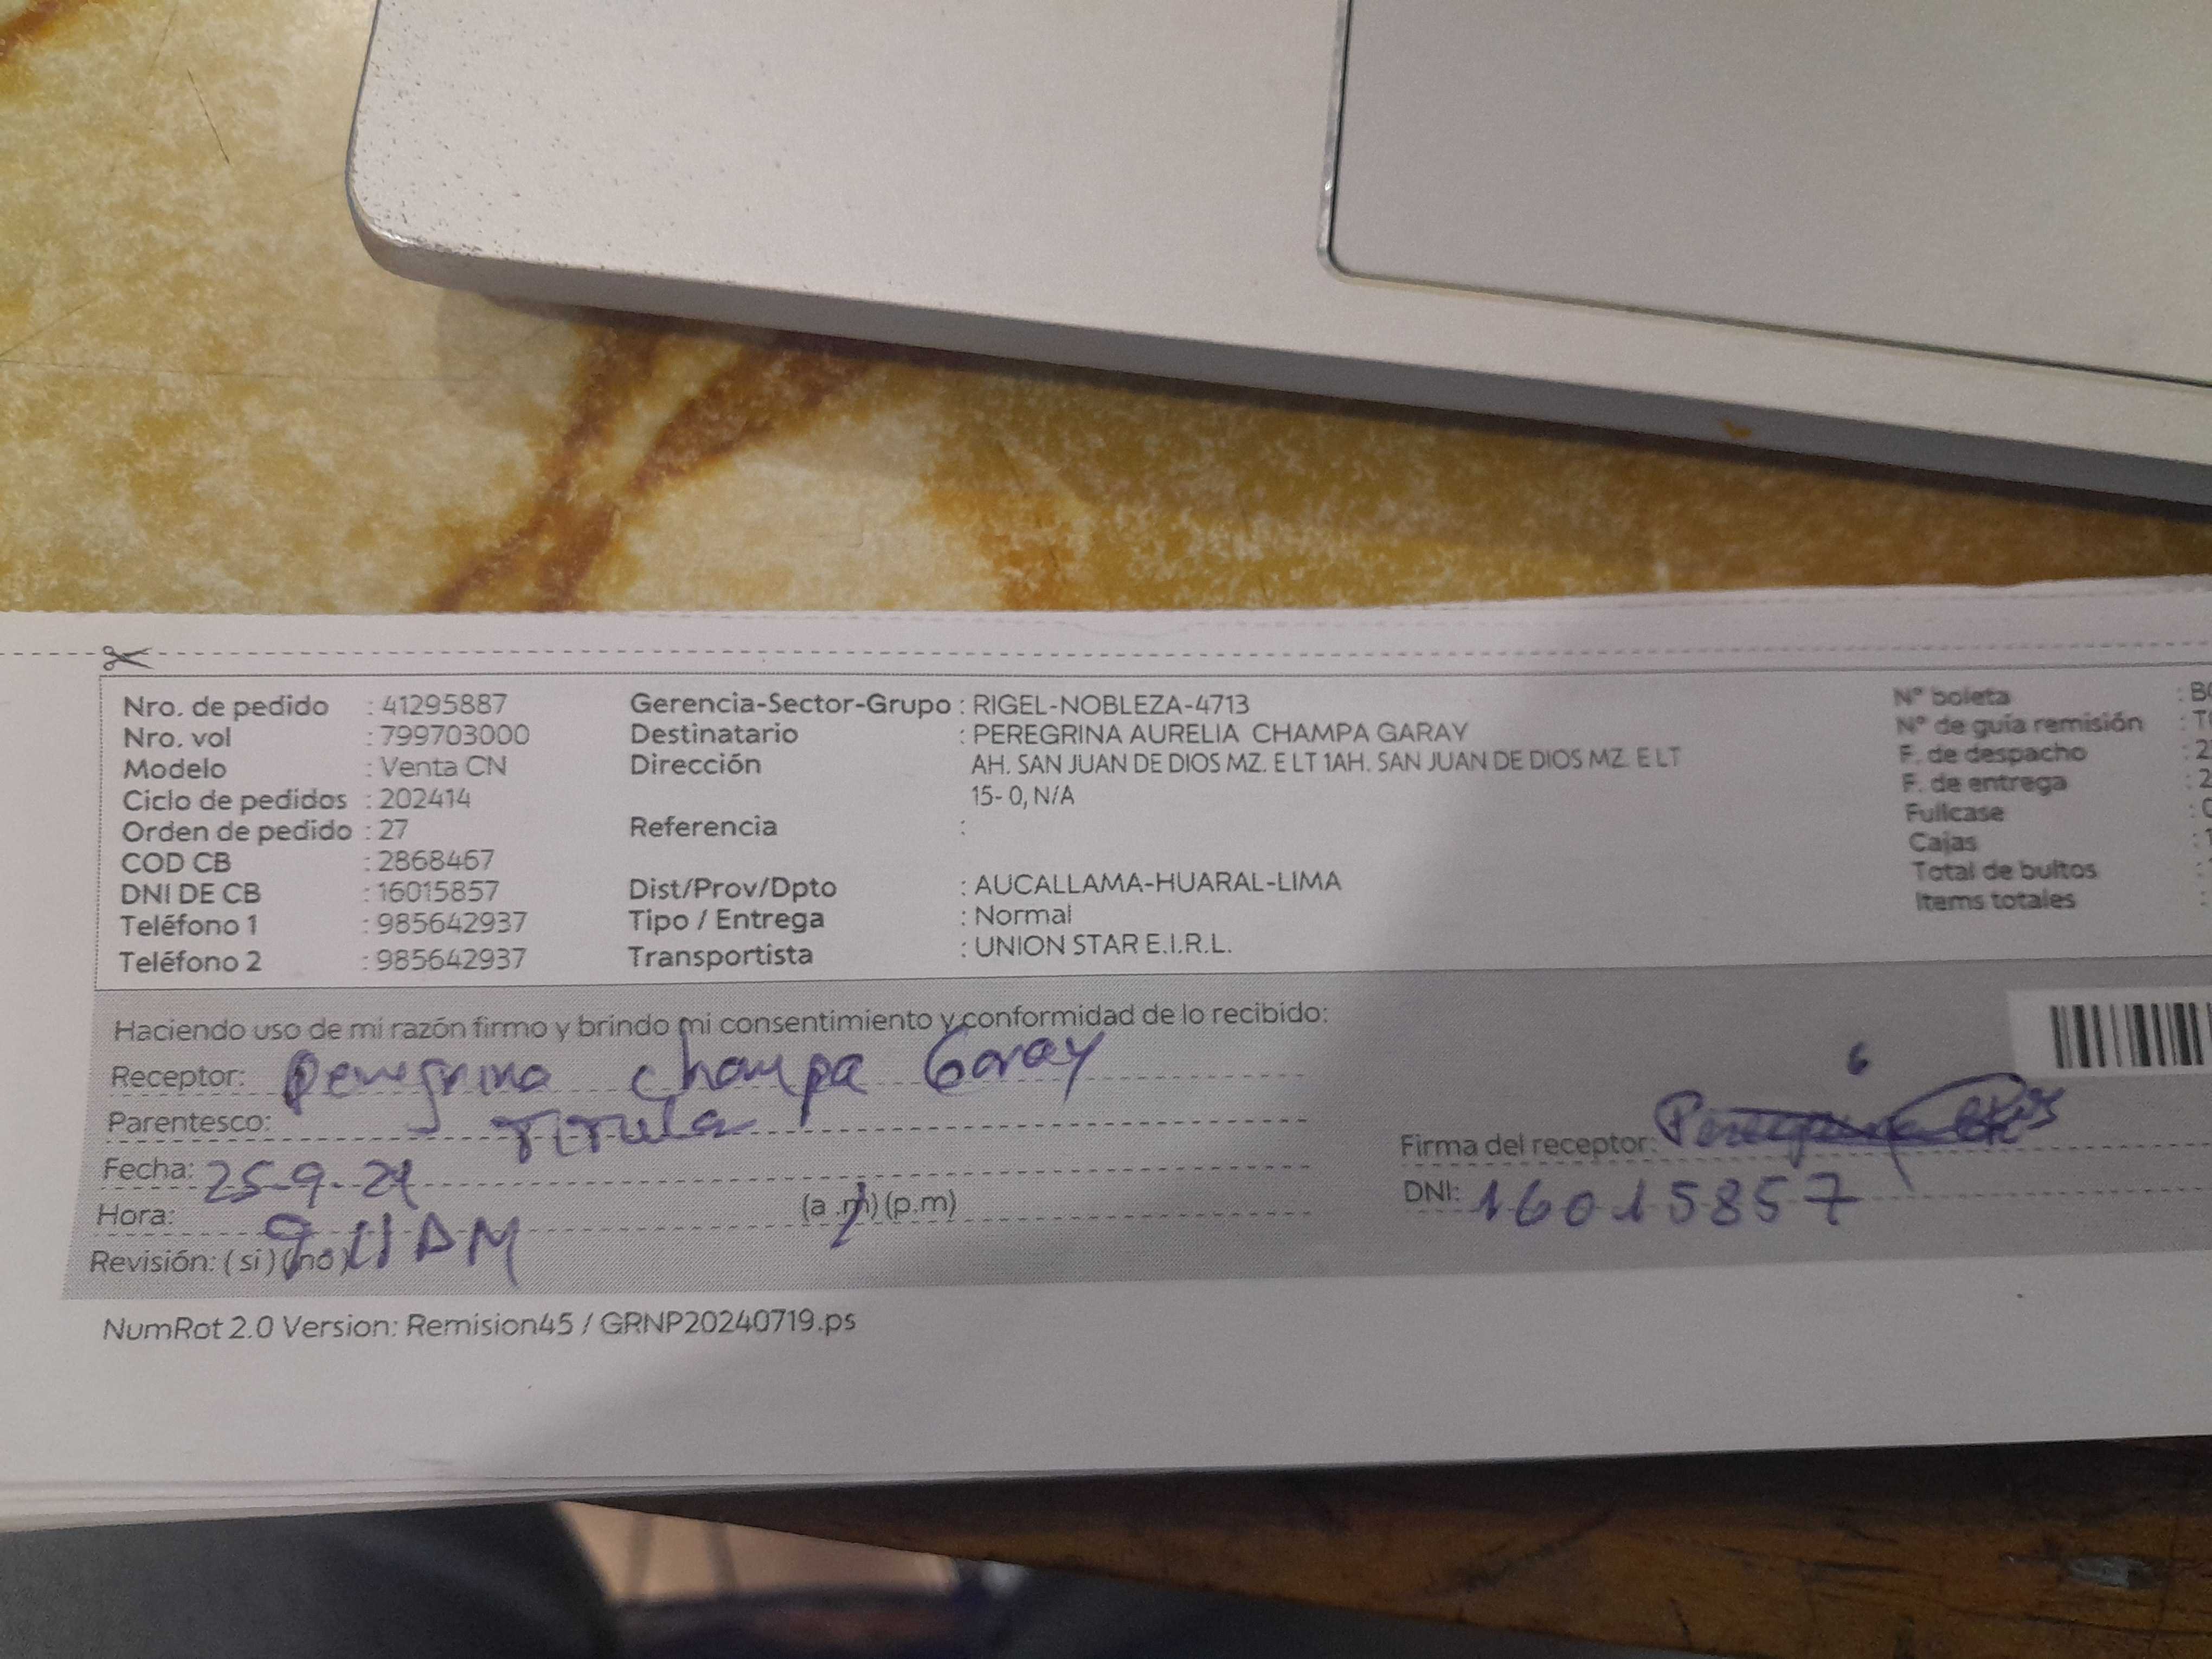 Nro. de pedido : 41295887 Gerencia-Sector-Grupo : RIGEL-NOBLEZA-4713 N° boleta : B
Nro. vol : 799703000 Destinatario : PEREGRINA AURELIA CHAMPA GARAY N° de guía remisión : T
Modelo : Venta CN Dirección AH. SAN JUAN DE DIOS MZ. E LT 1AH. SAN JUAN DE DIOS MZ. E LT F. de despacho : 2
Ciclo de pedidos : 202414 15- 0, N/A F. de entrega : 2
Orden de pedido : 27 Referencia : Fullcase :
COD CB : 2868467 Cajas : 1
DNI DE CB : 16015857 Dist/Prov/Dpto : AUCALLAMA-HUARAL-LIMA Total de bultos :
Teléfono 1 : 985642937 Tipo / Entrega : Normal Items totales :
Teléfono 2 : 985642937 Transportista : UNION STAR E.I.R.L.
Haciendo uso de mi razón firmo y brindo mi consentimiento y conformidad de lo recibido:
Receptor: Peregrina Champa Garay
Parentesco: Titular
Firma del receptor: Peregrina
Fecha: 25-9-24
DNI: 16015857
Hora: 9:11 AM (a .m) (p.m)
Revisión: ( si ) ( no )
NumRot 2.0 Version: Remision45 / GRNP20240719.ps